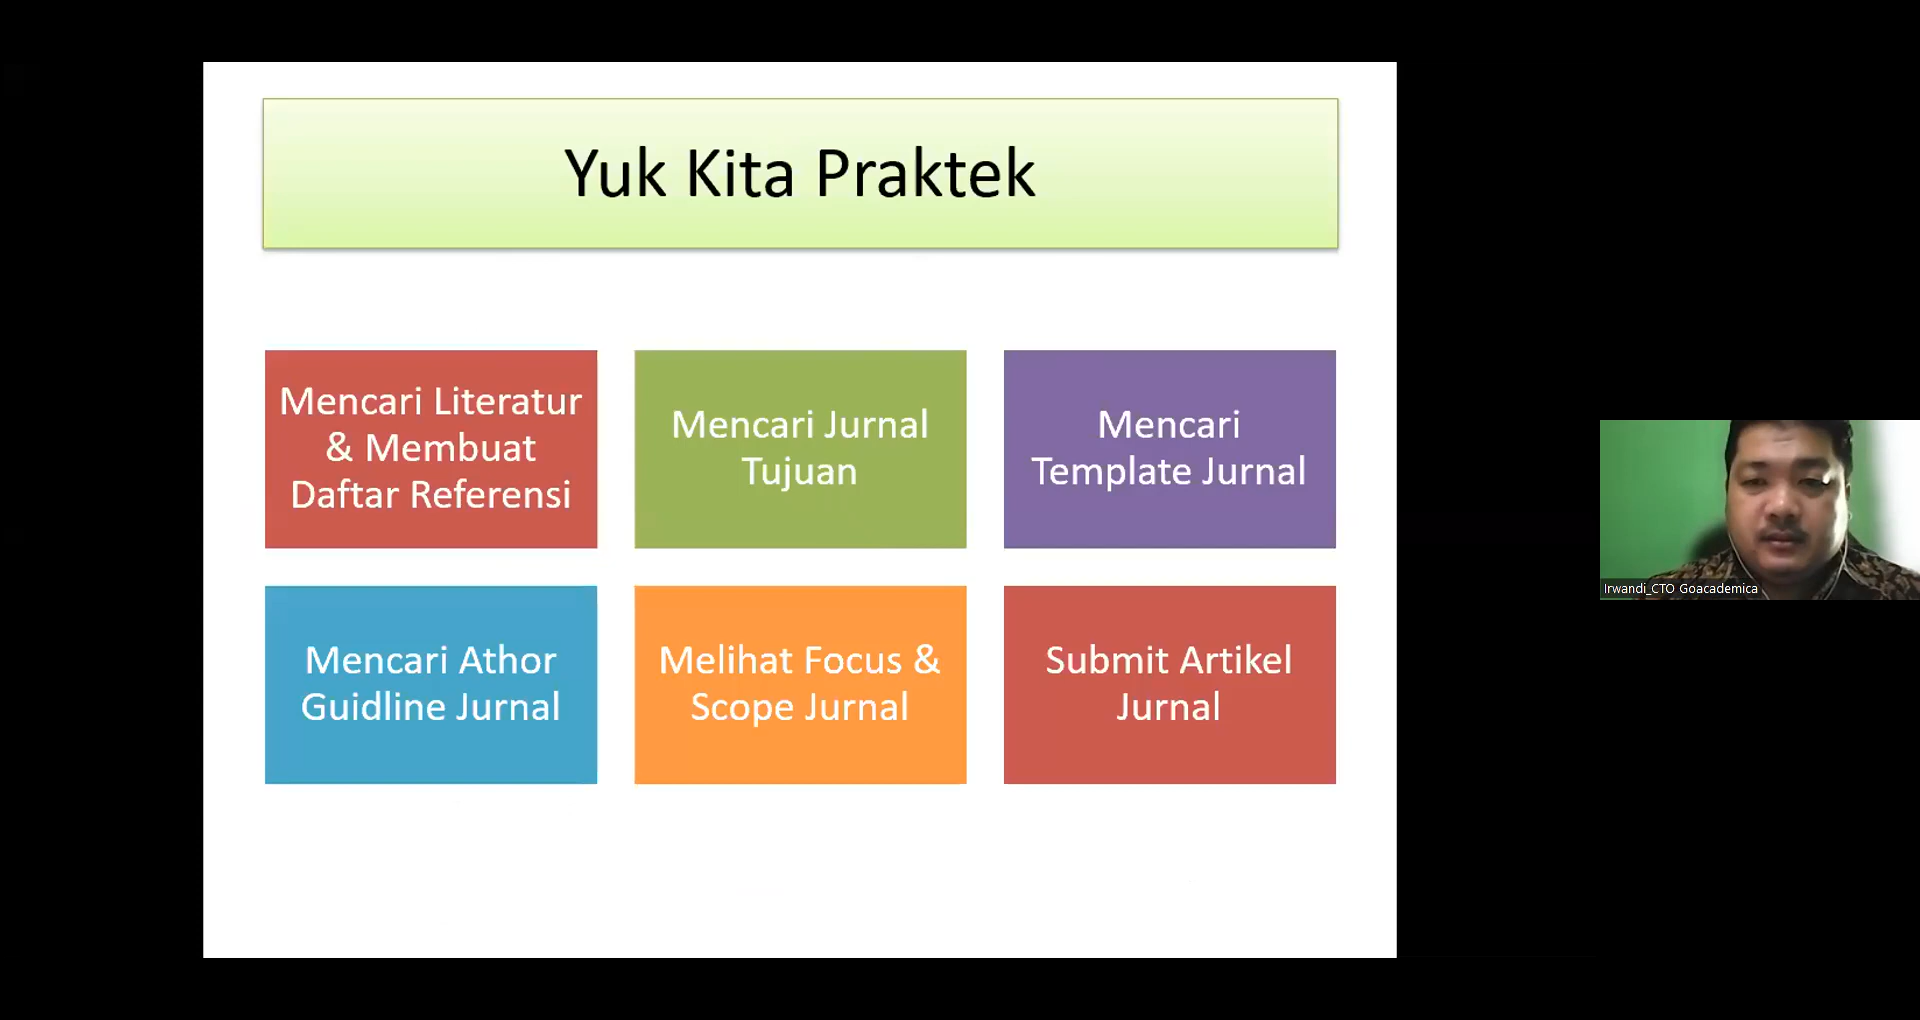 Yuk Kita Praktek
Mencari Literatur
& Membuat
Daftar Referensi
Mencari Jurnal
Tujuan
Mencari
Template Jurnal
Mencari Athor
Guidline Jurnal
Melihat Focus &
Scope Jurnal
Submit Artikel
Jurnal
Irwandi_CTO Goacademica